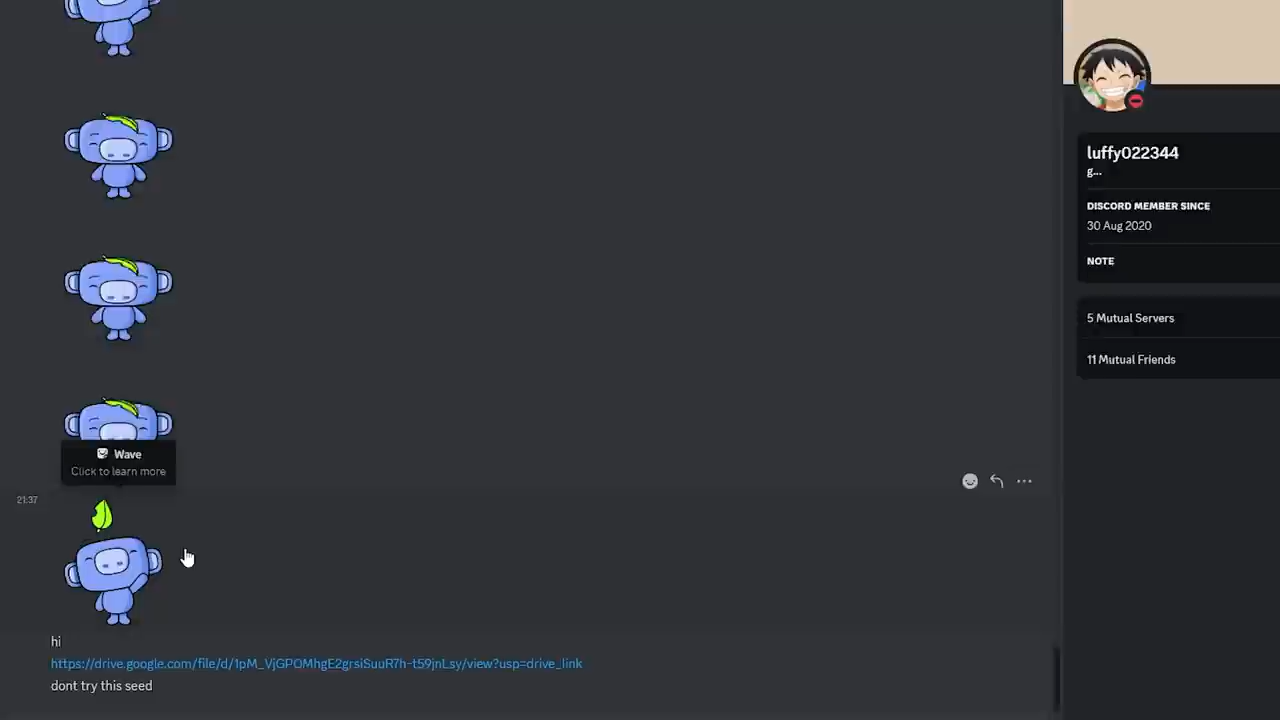 luffy022344
g...
DISCORD MEMBER SINCE
30 Aug 2020
NOTE
5 Mutual Servers
11 Mutual Friends
Wave
Click to learn more
21:37
hi
https://drive.google.com/file/d/1pM_VjGPOMhgE2grsiSuuR7h-t59jnLsy/view?usp=drive_link
dont try this seed